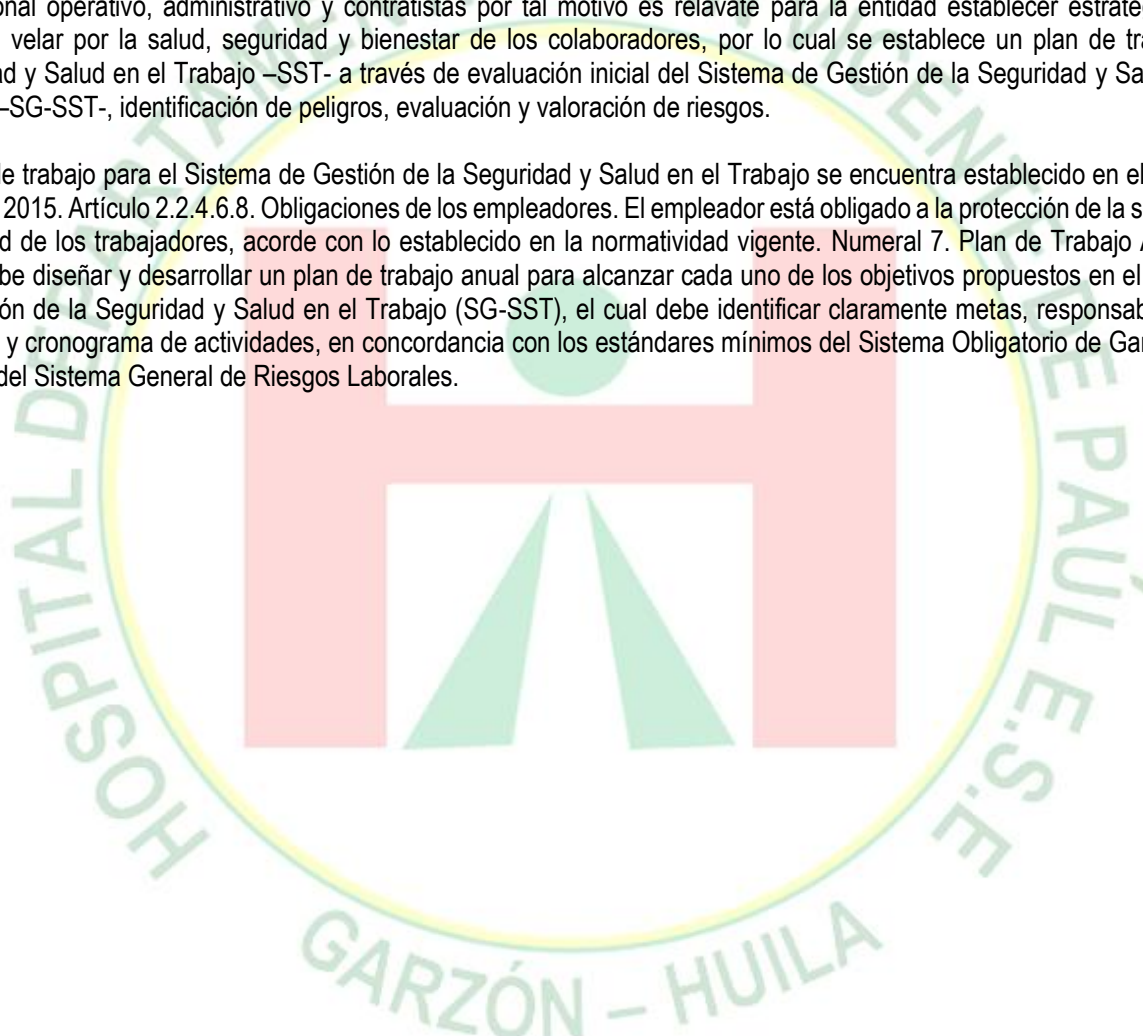 onal operativo, administrativo y contratistas por tal motivo es relavate para la entidad establecer estrate
velar por la salud, seguridad y bienestar de los colaboradores, por lo cual se establece un plan de tra
ad y Salud en el Trabajo –SST- a través de evaluación inicial del Sistema de Gestión de la Seguridad y Sa
–SG-SST-, identificación de peligros, evaluación y valoración de riesgos.
de trabajo para el Sistema de Gestión de la Seguridad y Salud en el Trabajo se encuentra establecido en el
2015. Artículo 2.2.4.6.8. Obligaciones de los empleadores. El empleador está obligado a la protección de la s
d de los trabajadores, acorde con lo establecido en la normatividad vigente. Numeral 7. Plan de Trabajo A
be diseñar y desarrollar un plan de trabajo anual para alcanzar cada uno de los objetivos propuestos en el
ón de la Seguridad y Salud en el Trabajo (SG-SST), el cual debe identificar claramente metas, responsab
y cronograma de actividades, en concordancia con los estándares mínimos del Sistema Obligatorio de Gar
del Sistema General de Riesgos Laborales.
HOSPITAL DEPARTAMEN VICENTE DE PAÚL E.S.E
GARZÓN – HUILA